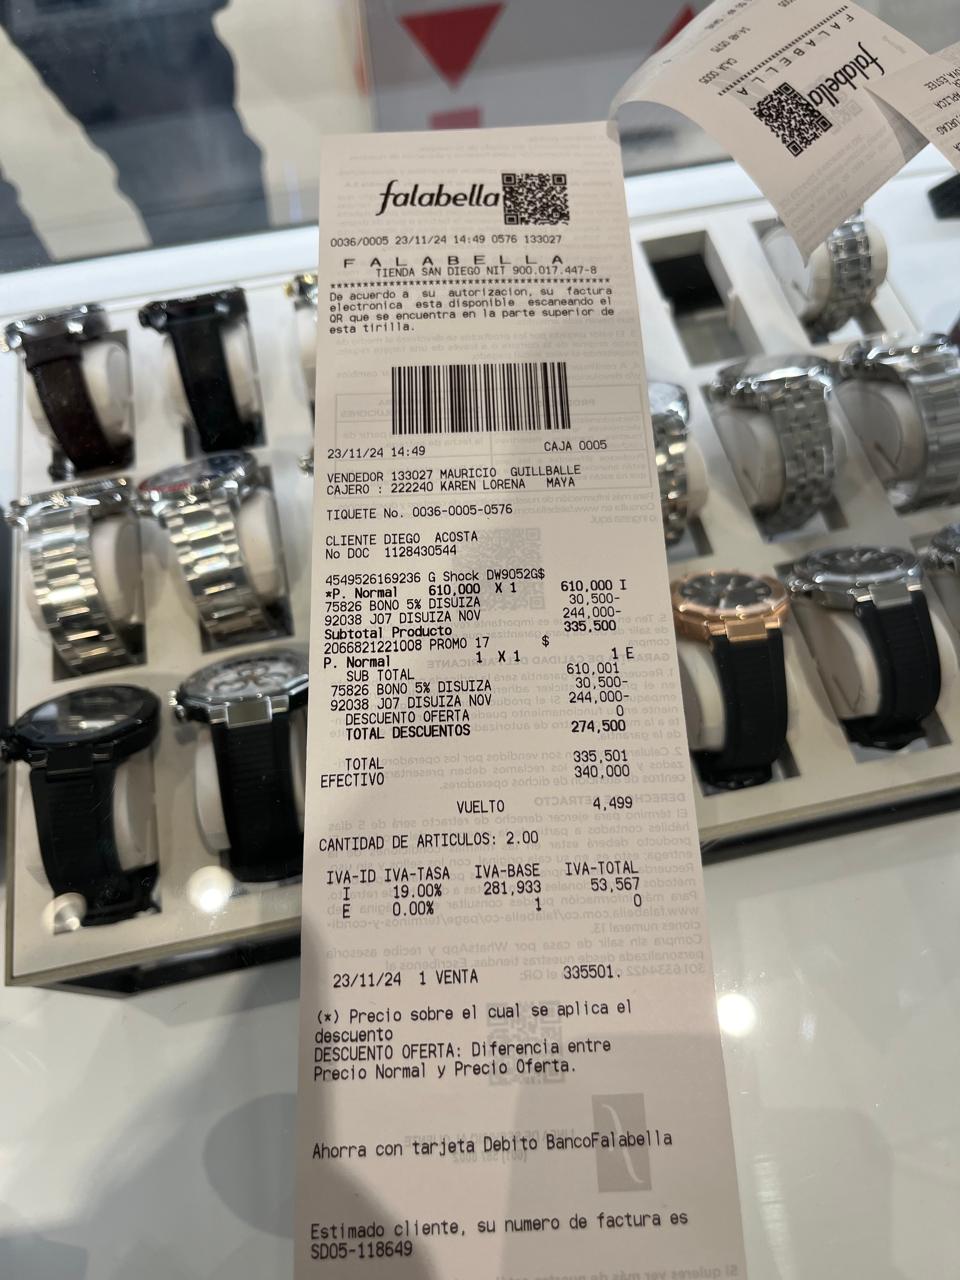 falabella
0036/0005 23/11/24 14:49 0576 133027
F A L A B E L L A
TIENDA SAN DIEGO NIT 900.017.447-8
****************************************
De acuerdo a su autorizacion, su factura
electronica esta disponible escaneando el
QR que se encuentra en la parte superior de
esta tirilla.
23/11/24 14:49 CAJA 0005
VENDEDOR 133027 MAURICIO GUILLBALLE
CAJERO : 222240 KAREN LORENA MAYA
TIQUETE No. 0036-0005-0576
CLIENTE DIEGO ACOSTA
No DOC 1128430544
4549526169236 G Shock DW9052G$
*P. Normal 610,000 X 1 610,000 I
75826 BONO 5% DISUIZA 30,500-
92038 J07 DISUIZA NOV 244,000-
Subtotal Producto 335,500
2066821221008 PROMO 17 $
P. Normal 1 X 1 1 E
SUB TOTAL 610,001
75826 BONO 5% DISUIZA 30,500-
92038 J07 DISUIZA NOV 244,000-
DESCUENTO OFERTA 0
TOTAL DESCUENTOS 274,500
TOTAL 335,501
EFECTIVO 340,000
VUELTO 4,499
CANTIDAD DE ARTICULOS: 2.00
IVA-ID IVA-TASA IVA-BASE IVA-TOTAL
I 19.00% 281,933 53,567
E 0.00% 1 0
23/11/24 1 VENTA 335501.
(*) Precio sobre el cual se aplica el
descuento
DESCUENTO OFERTA: Diferencia entre
Precio Normal y Precio Oferta.
Ahorra con tarjeta Debito BancoFalabella
Estimado cliente, su numero de factura es
SD05-118649
falabella
CAJA 0005
F A L A B E L L A